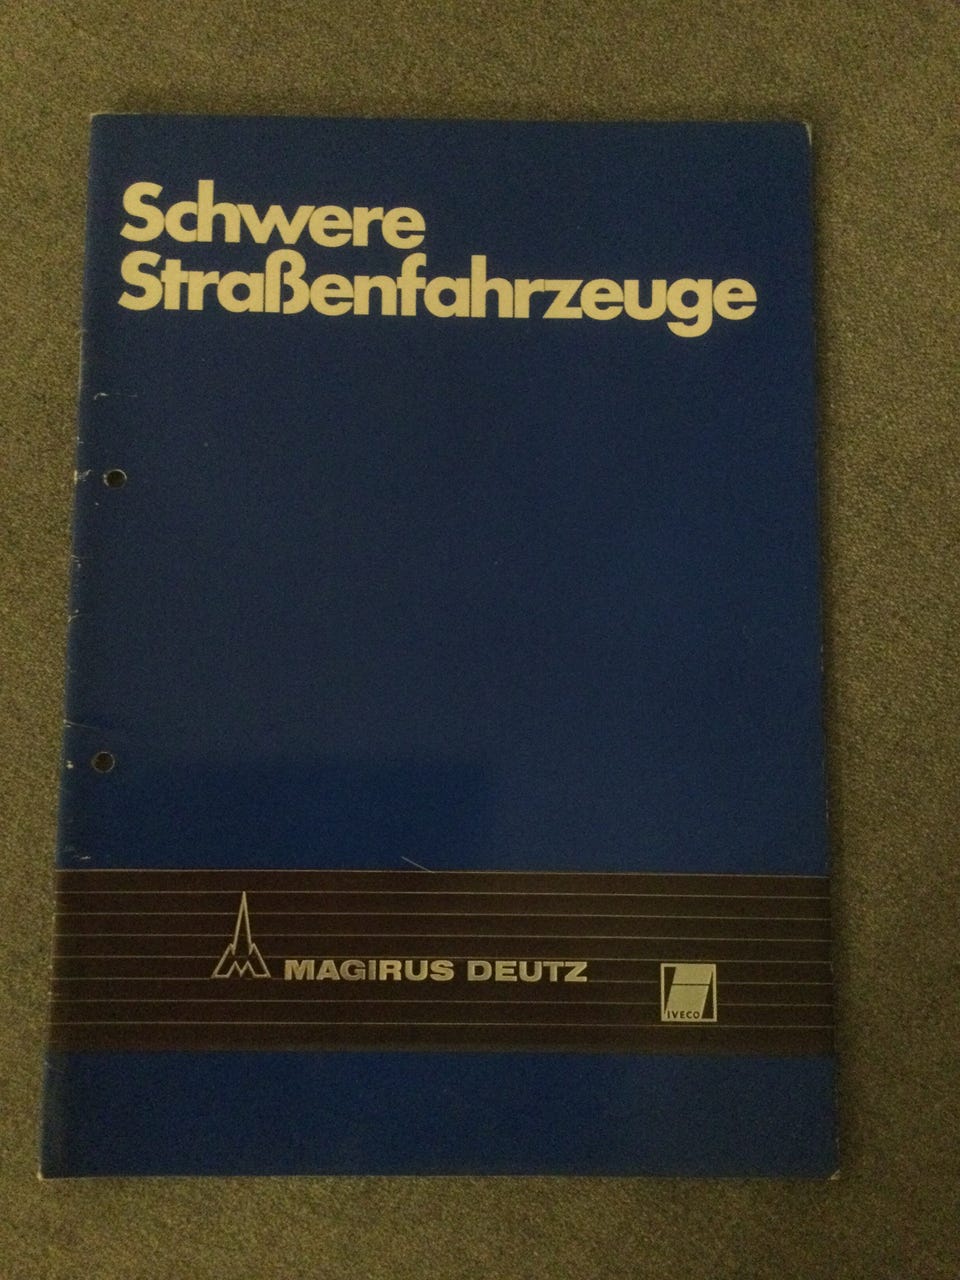 Schwere
Straßenfahrzeuge
MAGIRUS DEUTZ
IVECO